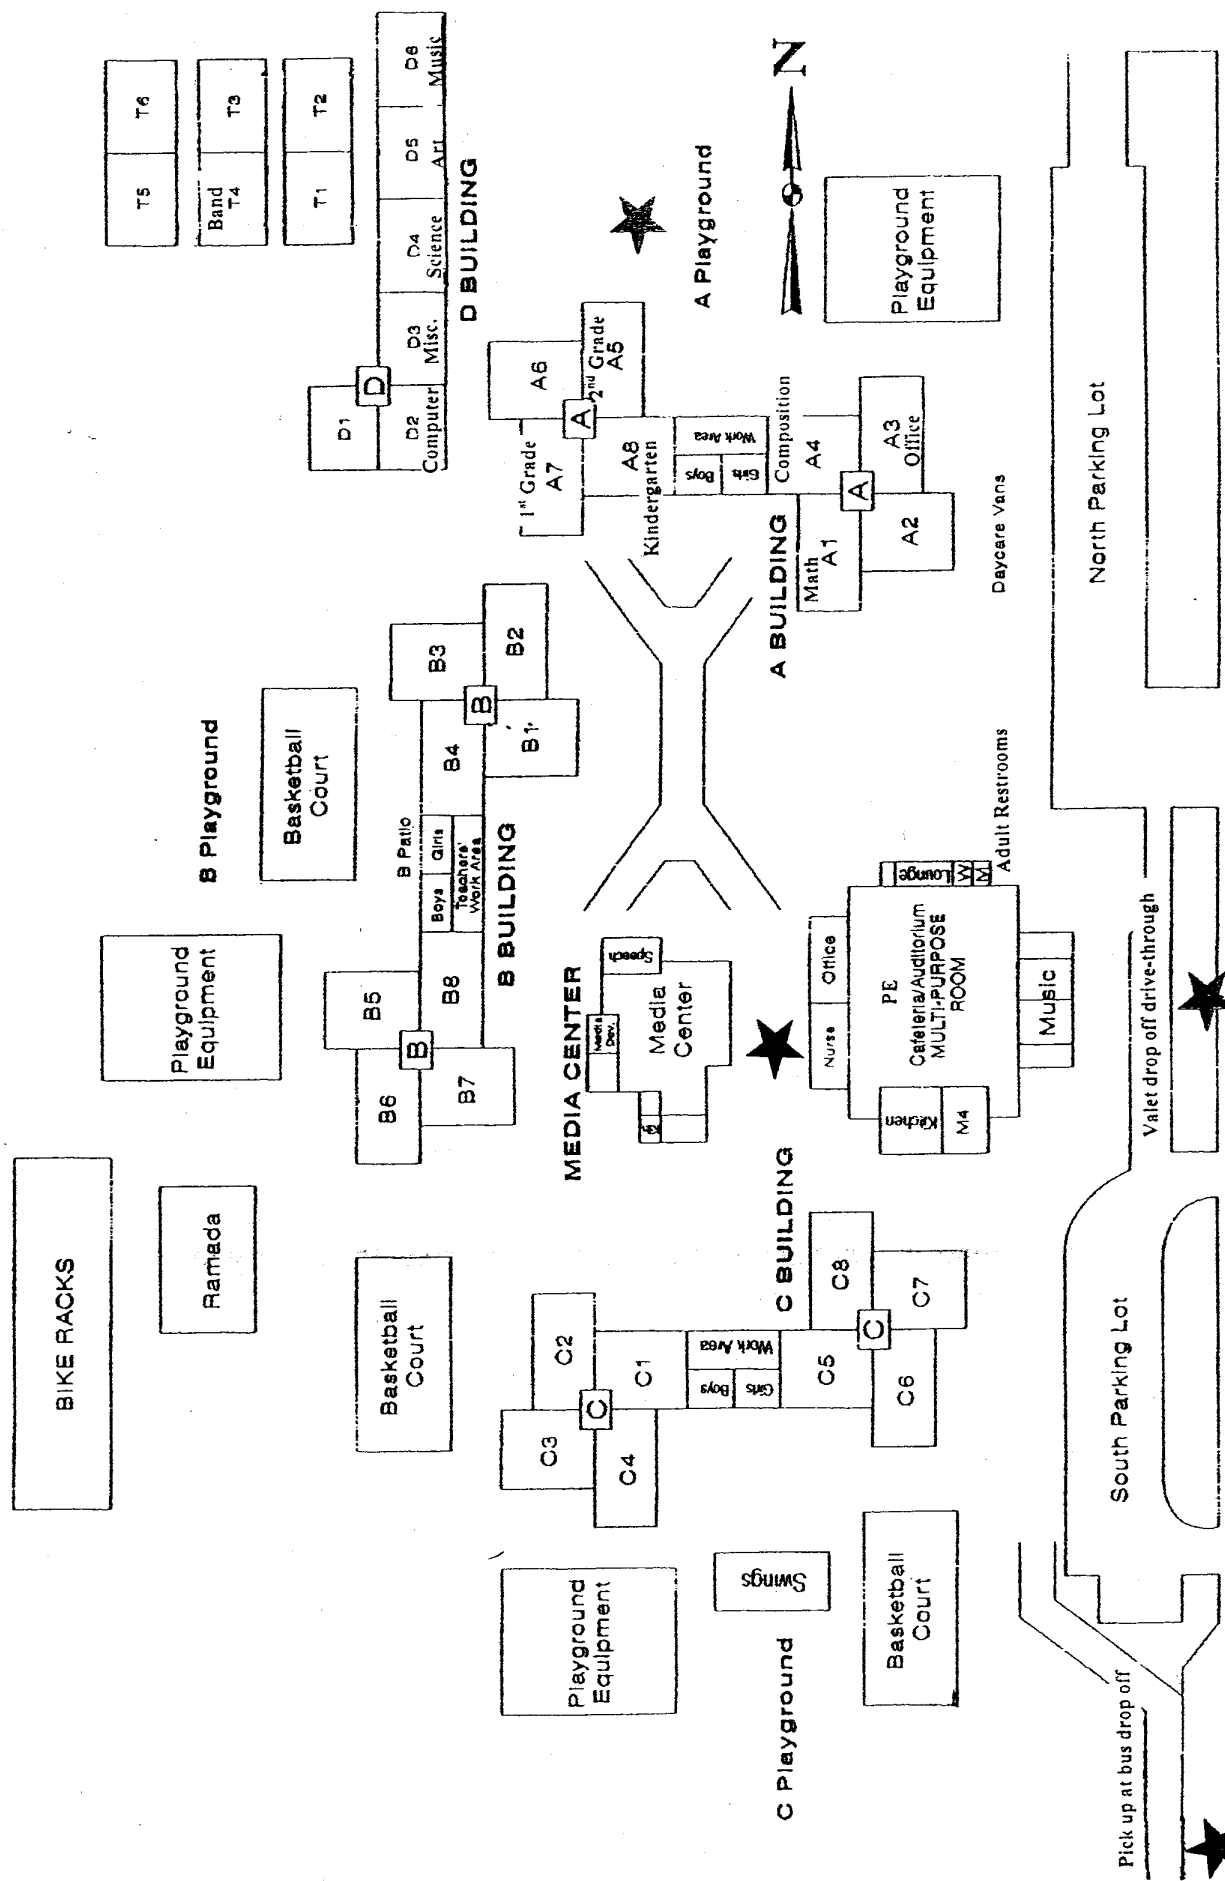 BIKE RACKS
Ramada
Playground
Equipment
B Playground
Basketball
Court
T5
T6
Band
T4
T3
T1
T2
Basketball
Court
B6
B5
B
B7
B8
Boys
Girls
Teachers'
Work Area
B Patio
B4
B3
B
B1
B2
B BUILDING
D1
D
D2
Computer
D3
Misc.
D4
Science
D5
Art
D6
Music
D BUILDING
Playground
Equipment
C3
C2
C
C4
C1
Boys
Girls
Work Area
C5
C8
C
C6
C7
C BUILDING
Swings
C Playground
Basketball
Court
MEDIA CENTER
Media
Dev.
Speech
Media
Center
1st Grade
A7
A6
A
2nd Grade
A5
A8
Kindergarten
Boys
Girls
Work Area
Composition
A4
Math
A1
A
A2
A3
Office
A BUILDING
A Playground
N
Playground
Equipment
Nurse
Office
PE
Cafeteria/Auditorium
MULTI-PURPOSE
ROOM
Kitchen
M4
Lounge
W
M
Adult Restrooms
Music
Daycare Vans
North Parking Lot
Valet drop off drive-through
South Parking Lot
Pick up at bus drop off